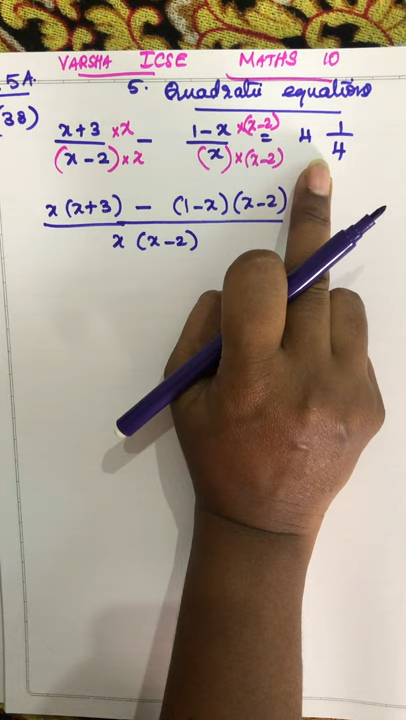 VARSHA ICSE MATHS 10
5A.
5. Quadratic equations
(38)
x+3/(x-2) ×x/×x - 1-x/(x) ×(x-2)/×(x-2) = 4 1/4
x(x+3) - (1-x)(x-2)
x (x-2)